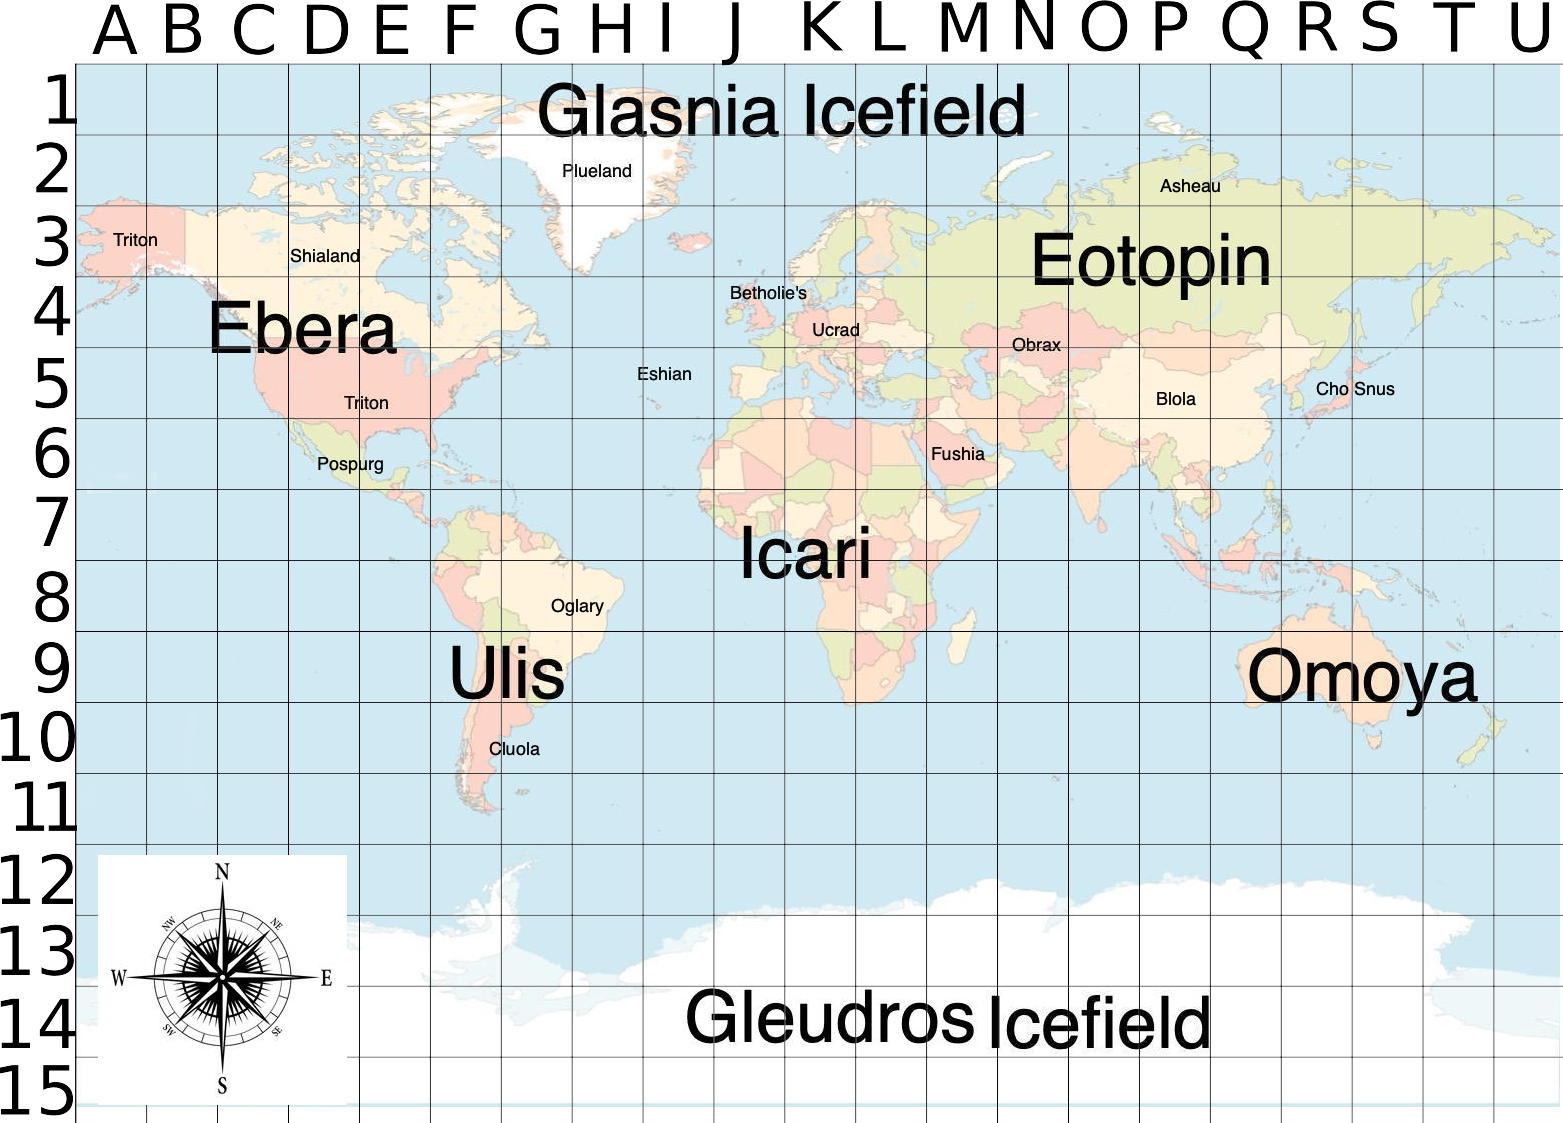 A B C D E F G H I J K L M N O P Q R S T U
1
Glasnia Icefield
2
Plueland
Asheau
3
Triton
Shialand
Eotopin
4
Betholie's
Ebera
Ucrad
Obrax
5
Eshian
Cho Snus
Blola
Triton
6
Fushia
Pospurg
7
Icari
8
Oglary
9
Ulis
Omoya
10
Cluola
11
12
N
13
NW
NE
W
E
14
Gleudros Icefield
SW
SE
15
S